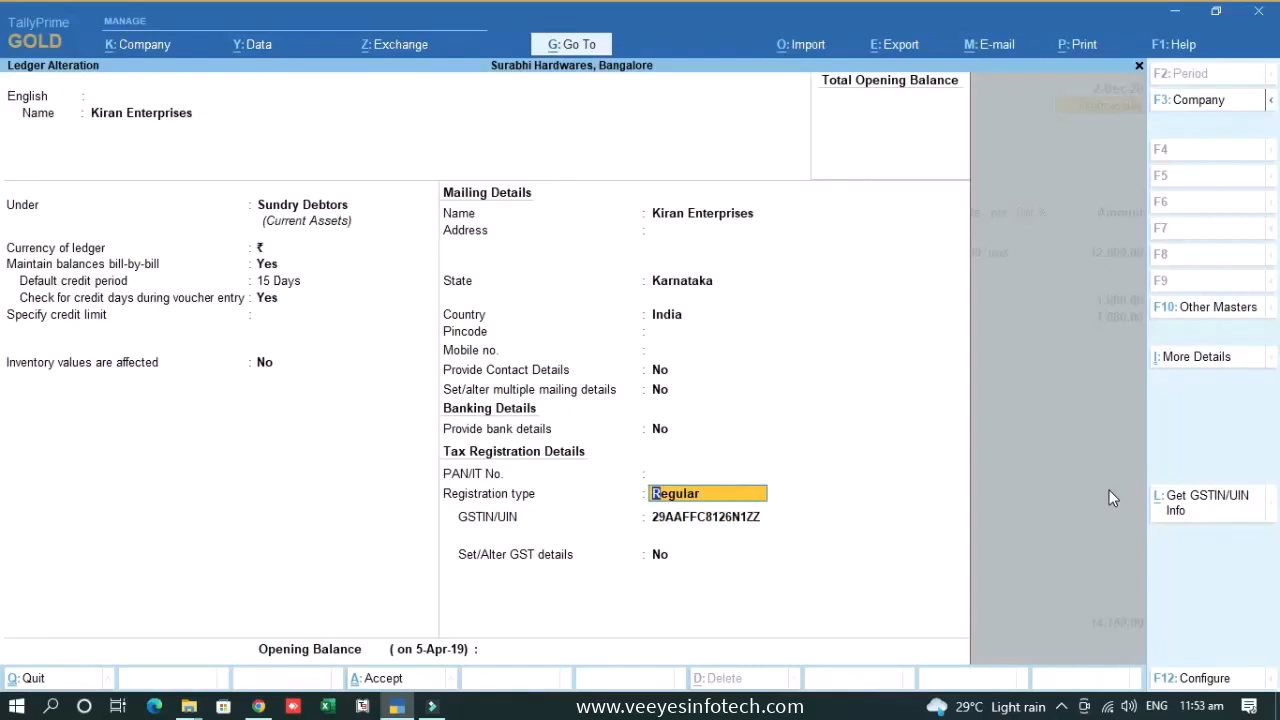 TallyPrime
GOLD
MANAGE
K: Company
Y: Data
Z: Exchange
G: Go To
O: Import
E: Export
M: E-mail
P: Print
F1: Help
Ledger Alteration
Surabhi Hardwares, Bangalore
Total Opening Balance
English :
Name : Kiran Enterprises
Under : Sundry Debtors
(Current Assets)
Currency of ledger : ₹
Maintain balances bill-by-bill : Yes
Default credit period : 15 Days
Check for credit days during voucher entry : Yes
Specify credit limit :
Inventory values are affected : No
Mailing Details
Name : Kiran Enterprises
Address :
State : Karnataka
Country : India
Pincode :
Mobile no. :
Provide Contact Details : No
Set/alter multiple mailing details : No
Banking Details
Provide bank details : No
Tax Registration Details
PAN/IT No. :
Registration type : Regular
GSTIN/UIN : 29AAFFC8126N1ZZ
Set/Alter GST details : No
Opening Balance ( on 5-Apr-19) :
Amount
F2: Period
F3: Company
F4
F5
F6
F7
F8
F9
F10: Other Masters
I: More Details
L: Get GSTIN/UIN
Info
Q: Quit
A: Accept
D: Delete
F12: Configure
www.veeyesinfotech.com
29°C Light rain
ENG
11:53 am